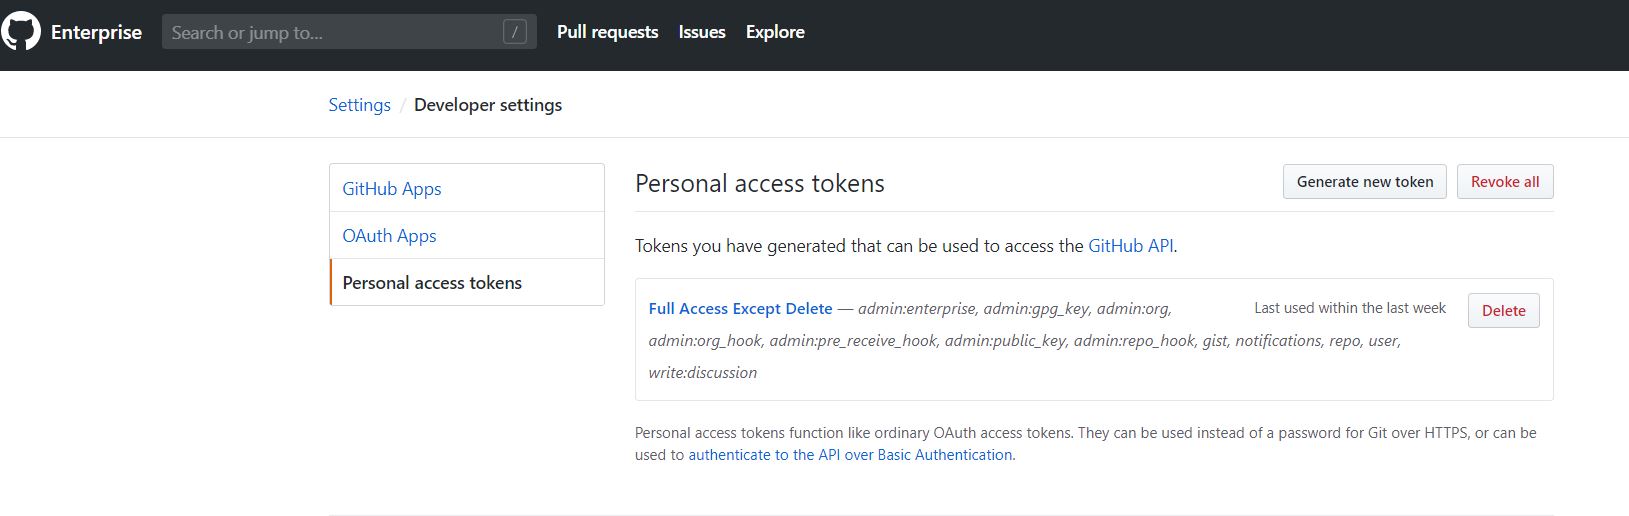 Enterprise Search or jump to... / Pull requests Issues Explore
Settings / Developer settings
GitHub Apps
OAuth Apps
Personal access tokens
Personal access tokens Generate new token Revoke all
Tokens you have generated that can be used to access the GitHub API.
Full Access Except Delete — admin:enterprise, admin:gpg_key, admin:org, Last used within the last week Delete
admin:org_hook, admin:pre_receive_hook, admin:public_key, admin:repo_hook, gist, notifications, repo, user,
write:discussion
Personal access tokens function like ordinary OAuth access tokens. They can be used instead of a password for Git over HTTPS, or can be
used to authenticate to the API over Basic Authentication.